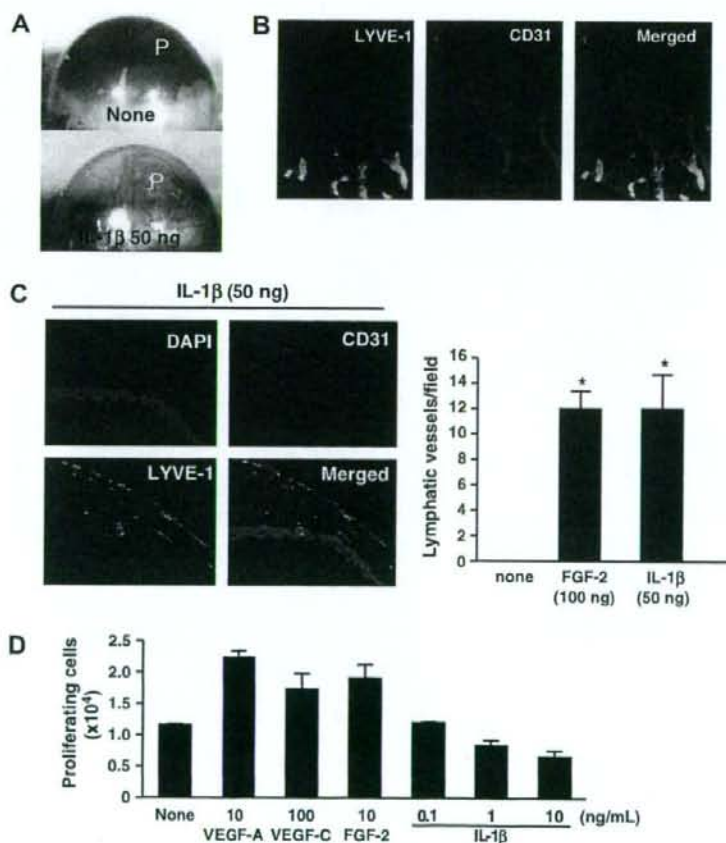 A
P
None
P
IL-1β 50 ng
B
LYVE-1
CD31
Merged
C
IL-1β (50 ng)
DAPI
CD31
LYVE-1
Merged
Lymphatic vessels/field
16
14
12
10
8
6
4
2
0
*
*
none
FGF-2
(100 ng)
IL-1β
(50 ng)
D
Proliferating cells
(x10⁴)
2.5
2.0
1.5
1.0
0.5
0
None 10 100 10 0.1 1 10 (ng/mL)
VEGF-A VEGF-C FGF-2 IL-1β